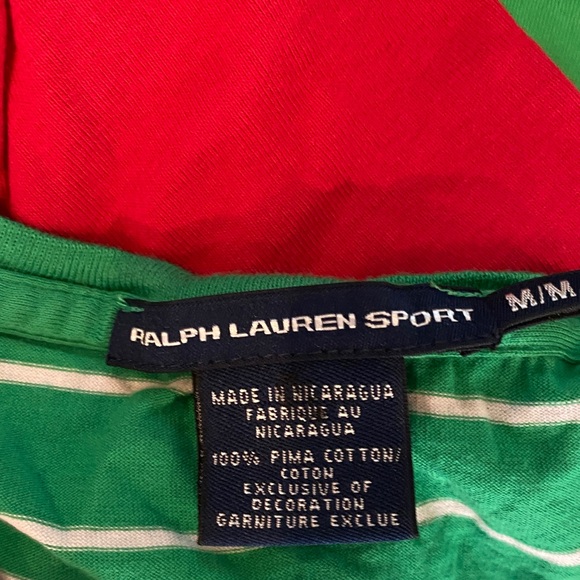 RALPH LAUREN SPORT
M/M
MADE IN NICARAGUA
FABRIQUE AU
NICARAGUA
100% PIMA COTTON/
COTON
EXCLUSIVE OF
DECORATION
GARNITURE EXCLUE